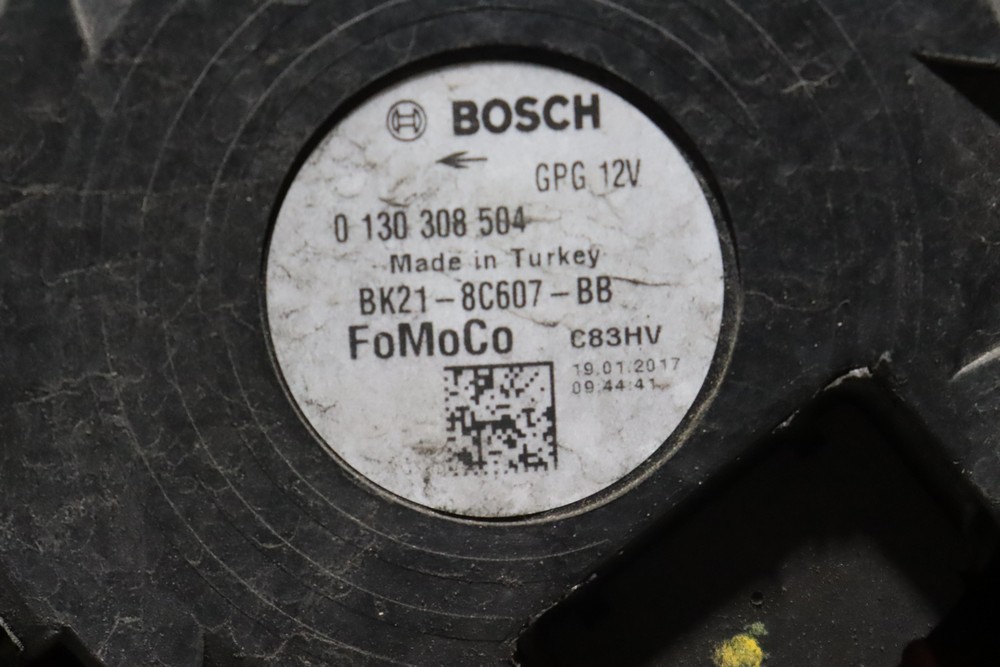 BOSCH
GPG 12V
0 130 308 504
Made in Turkey
BK21-8C607-BB
FoMoCo C83HV
19.01.2017
09:44:41